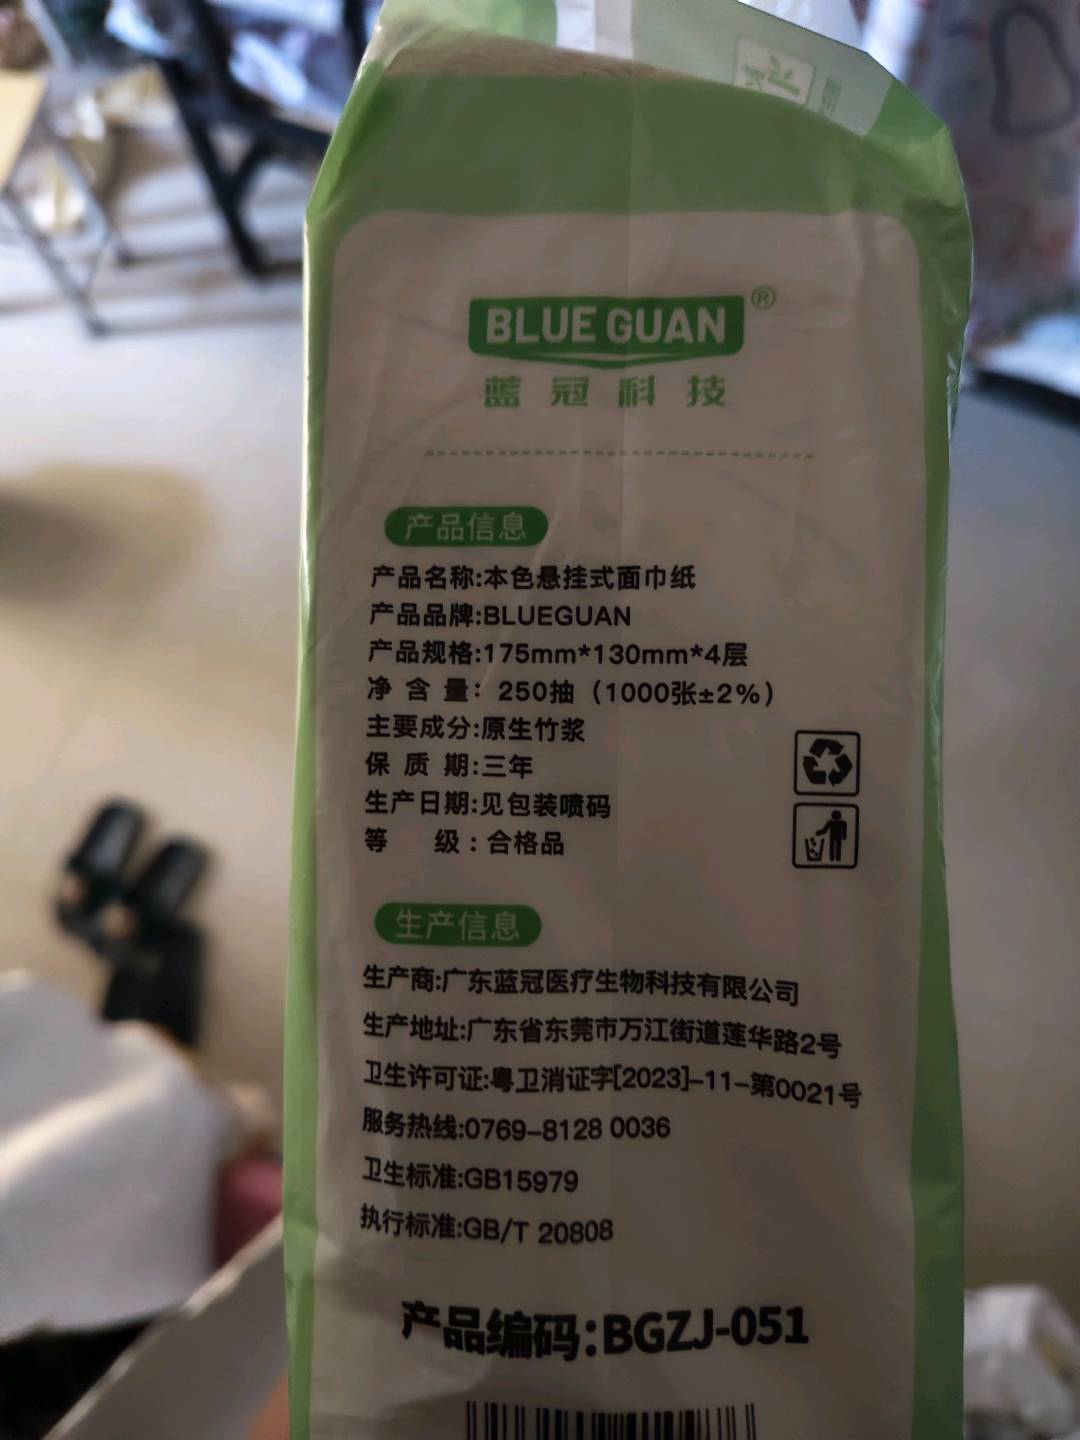 BLUE GUAN®
蓝冠科技
产品信息
产品名称:本色悬挂式面巾纸
产品品牌:BLUEGUAN
产品规格:175mm*130mm*4层
净含量：250抽（1000张±2%）
主要成分:原生竹浆
保质期:三年
生产日期:见包装喷码
等级：合格品
生产信息
生产商:广东蓝冠医疗生物科技有限公司
生产地址:广东省东莞市万江街道莲华路2号
卫生许可证:粤卫消证字[2023]-11-第0021号
服务热线:0769-8128 0036
卫生标准:GB15979
执行标准:GB/T 20808
产品编码:BGZJ-051